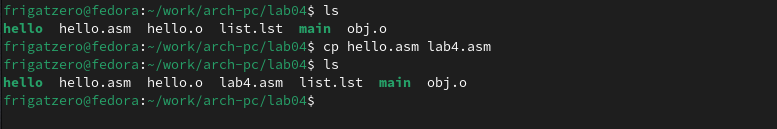 frigatzero@fedora:~/work/arch-pc/lab04$ ls
hello  hello.asm  hello.o  list.lst  main  obj.o
frigatzero@fedora:~/work/arch-pc/lab04$ cp hello.asm lab4.asm
frigatzero@fedora:~/work/arch-pc/lab04$ ls
hello  hello.asm  hello.o  lab4.asm  list.lst  main  obj.o
frigatzero@fedora:~/work/arch-pc/lab04$